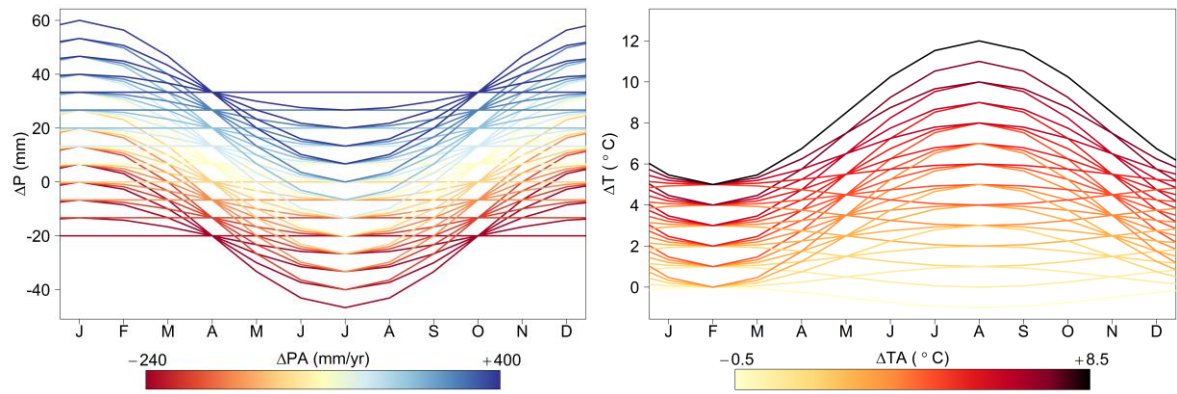 ΔP (mm)
60
40
20
0
−20
−40
J F M A M J J A S O N D
−240 ΔPA (mm/yr) +400
ΔT ( ° C)
12
10
8
6
4
2
0
J F M A M J J A S O N D
−0.5 ΔTA ( ° C) +8.5